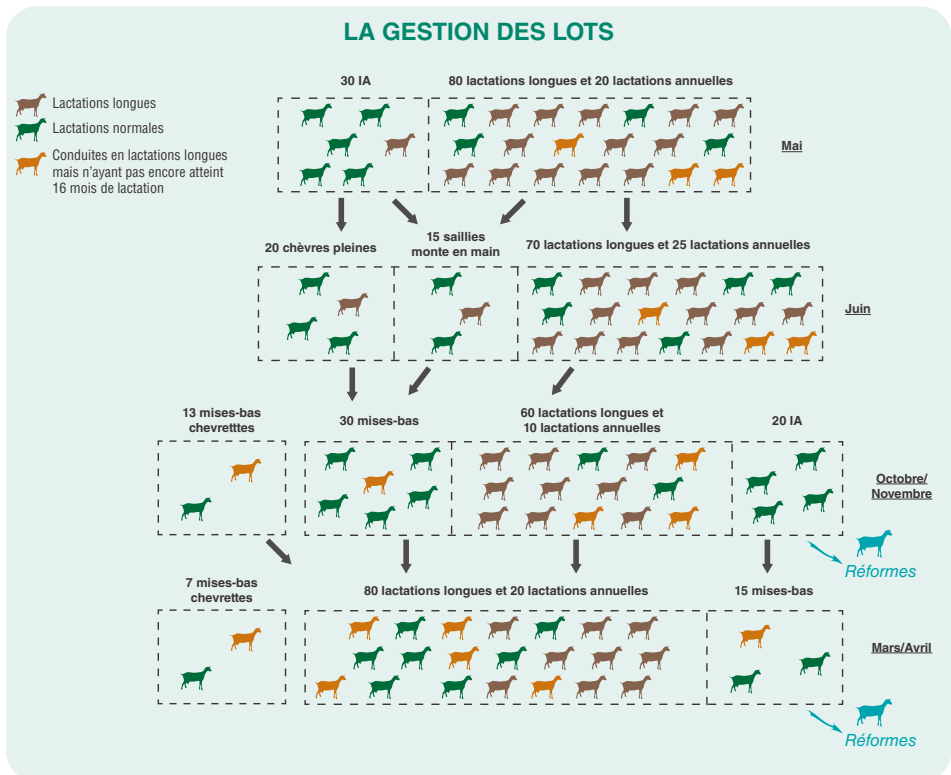 LA GESTION DES LOTS
Lactations longues
Lactations normales
Conduites en lactations longues
mais n'ayant pas encore atteint
16 mois de lactation
30 IA
80 lactations longues et 20 lactations annuelles
Mai
20 chèvres pleines
15 saillies
monte en main
70 lactations longues et 25 lactations annuelles
Juin
13 mises-bas
chevretttes
30 mises-bas
60 lactations longues et
10 lactations annuelles
20 IA
Octobre/
Novembre
Réformes
7 mises-bas
chevrettes
80 lactations longues et 20 lactations annuelles
15 mises-bas
Mars/Avril
Réformes